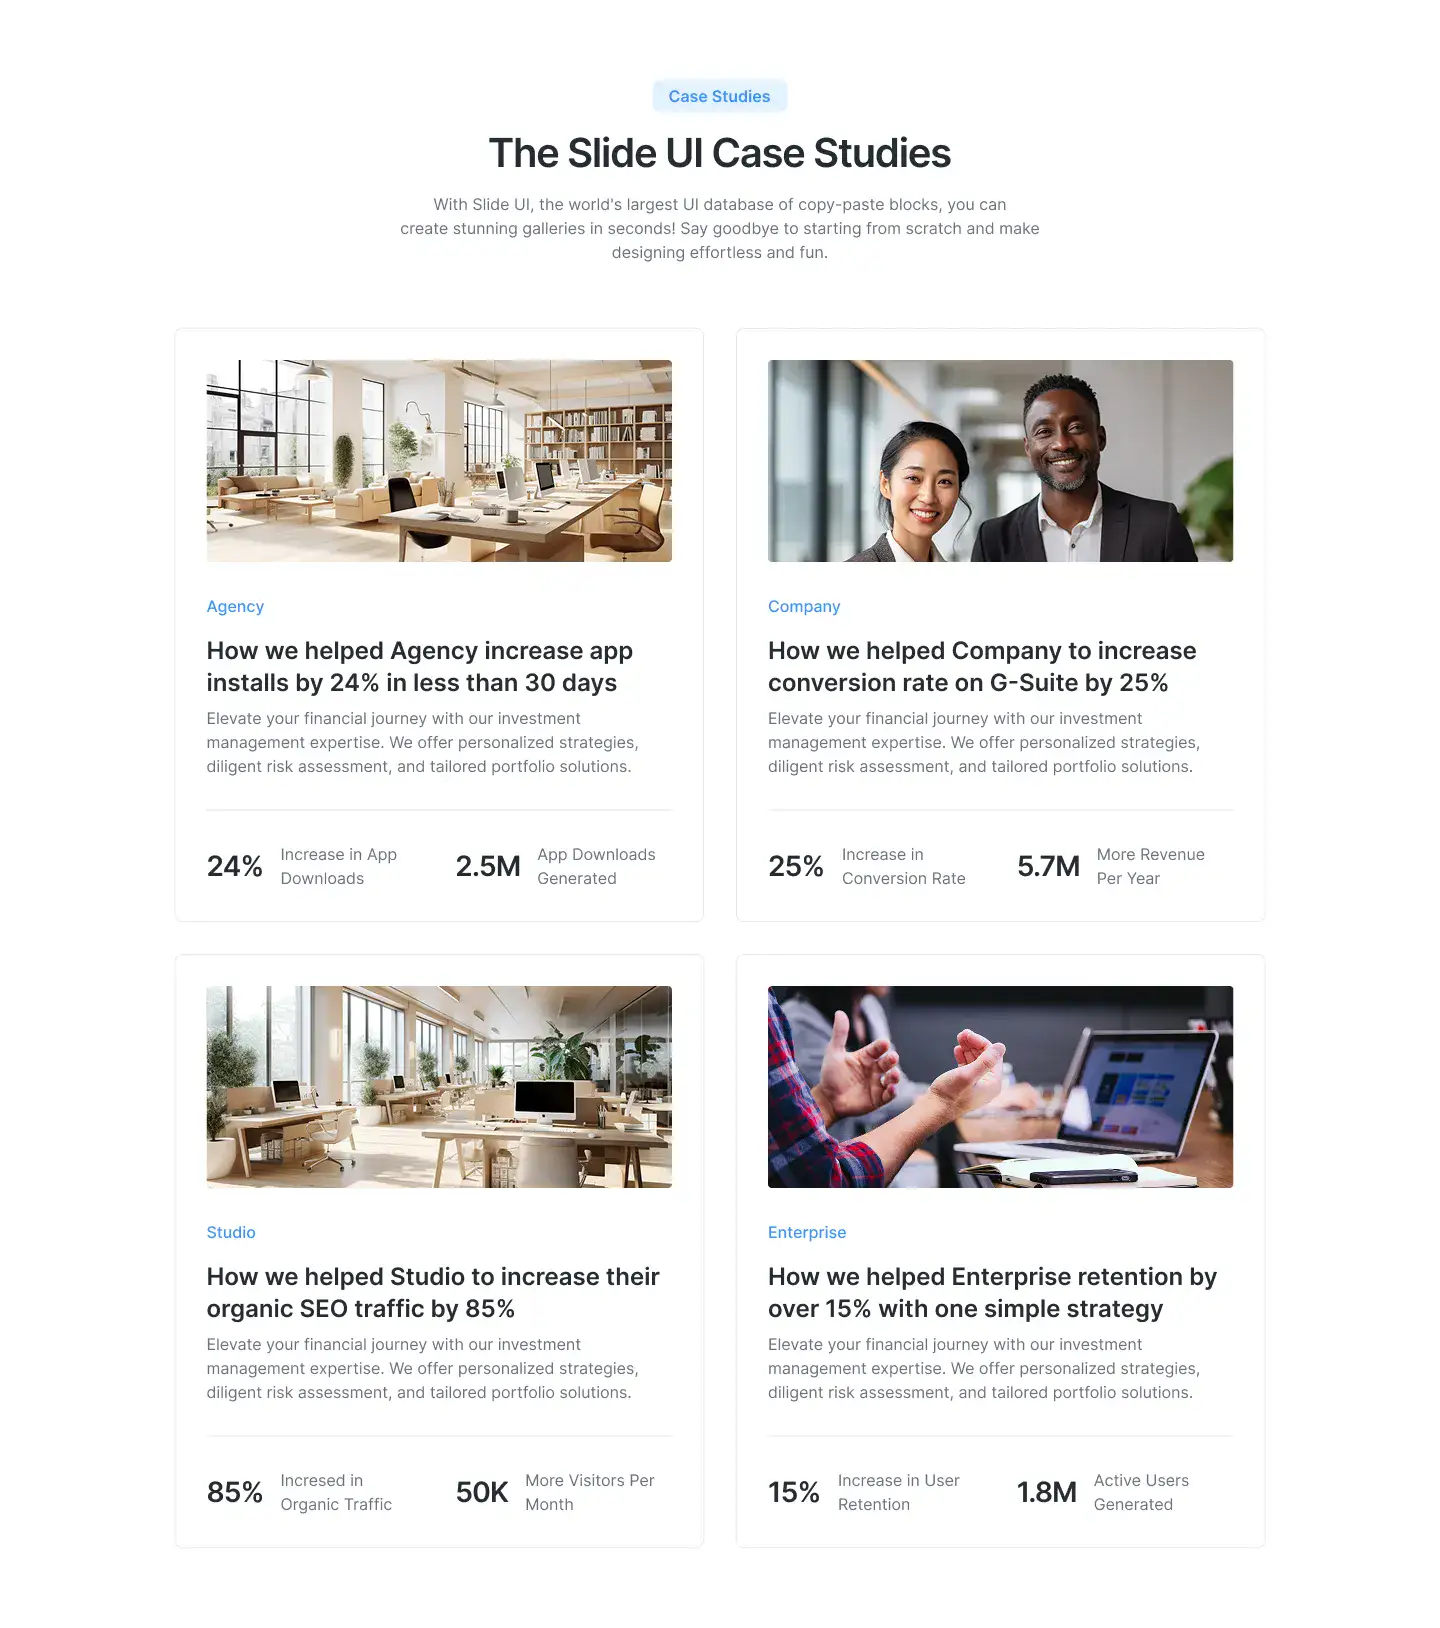 Case Studies
The Slide UI Case Studies
With Slide UI, the world's largest UI database of copy-paste blocks, you can
create stunning galleries in seconds! Say goodbye to starting from scratch and make
designing effortless and fun.
Agency
How we helped Agency increase app
installs by 24% in less than 30 days
Elevate your financial journey with our investment
management expertise. We offer personalized strategies,
diligent risk assessment, and tailored portfolio solutions.
24%
Increase in App
Downloads
2.5M
App Downloads
Generated
Company
How we helped Company to increase
conversion rate on G-Suite by 25%
Elevate your financial journey with our investment
management expertise. We offer personalized strategies,
diligent risk assessment, and tailored portfolio solutions.
25%
Increase in
Conversion Rate
5.7M
More Revenue
Per Year
Studio
How we helped Studio to increase their
organic SEO traffic by 85%
Elevate your financial journey with our investment
management expertise. We offer personalized strategies,
diligent risk assessment, and tailored portfolio solutions.
85%
Incresed in
Organic Traffic
50K
More Visitors Per
Month
Enterprise
How we helped Enterprise retention by
over 15% with one simple strategy
Elevate your financial journey with our investment
management expertise. We offer personalized strategies,
diligent risk assessment, and tailored portfolio solutions.
15%
Increase in User
Retention
1.8M
Active Users
Generated